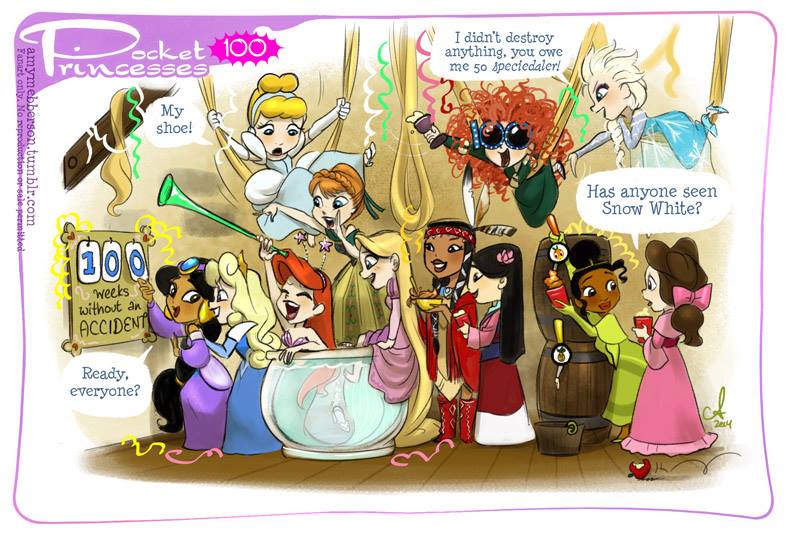 Pocket
Princesses
100
amymebberson.tumblr.com
Fanart only. No reproduction or sale permitted
My
shoe!
I didn't destroy
anything, you owe
me 50 speciedaler!
Has anyone seen
Snow White?
100
weeks
without an
ACCIDENT
Ready,
everyone?
2014